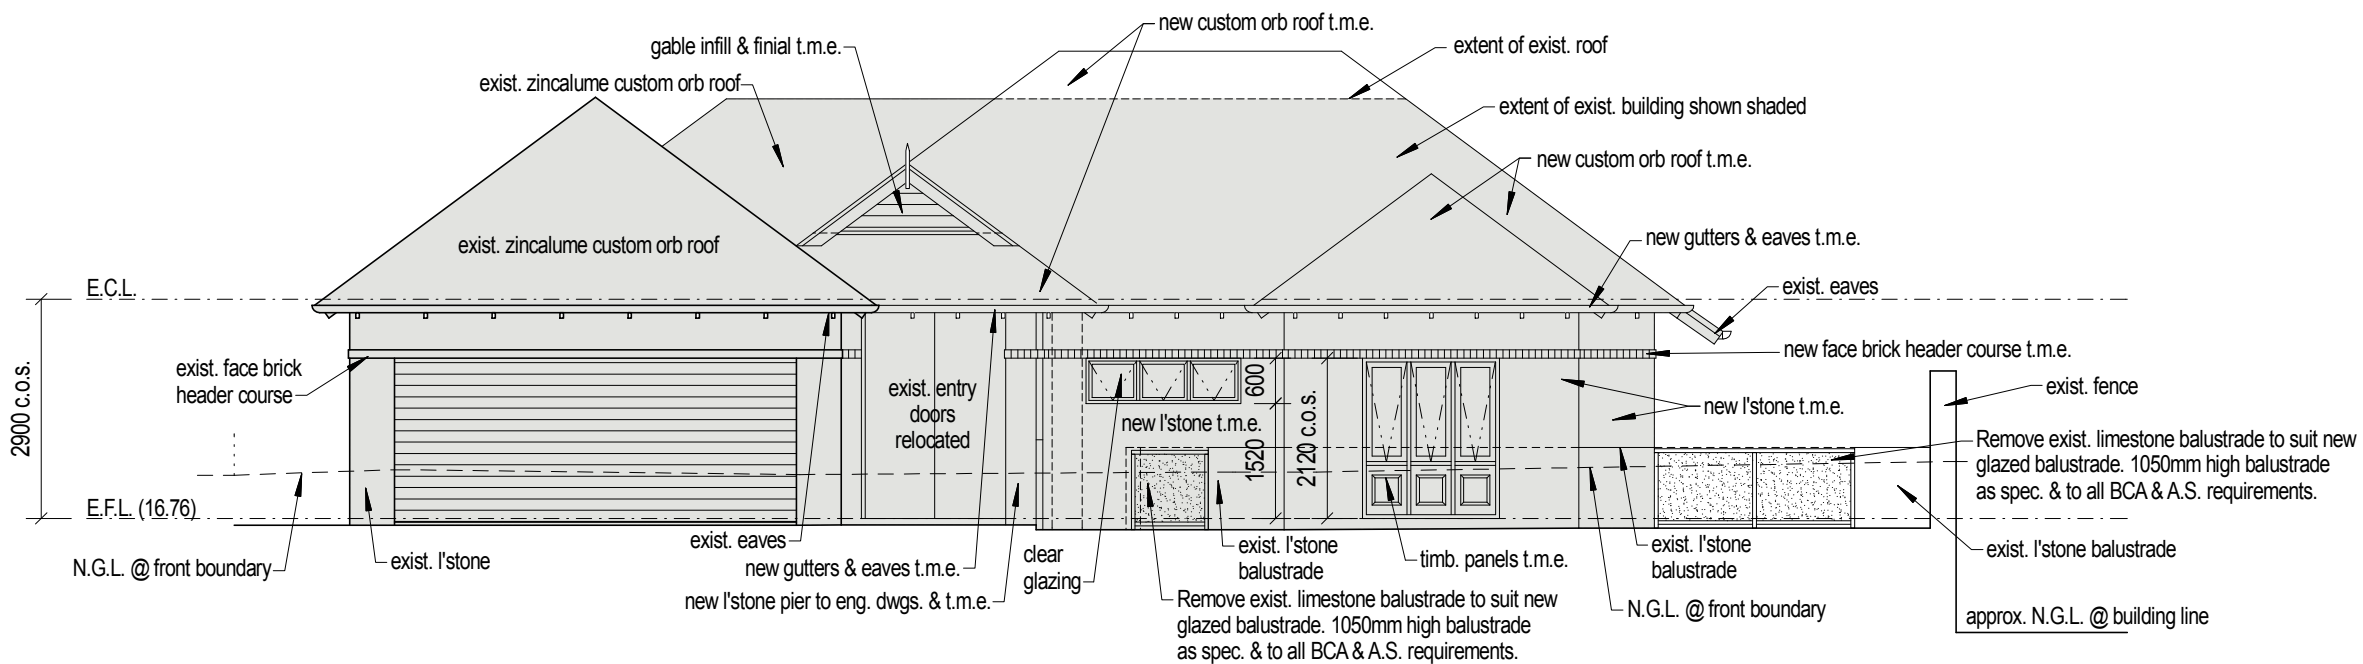 new custom orb roof t.m.e.
gable infill & finial t.m.e.
extent of exist. roof
exist. zincalume custom orb roof
extent of exist. building shown shaded
new custom orb roof t.m.e.
exist. zincalume custom orb roof
new gutters & eaves t.m.e.
E.C.L.
exist. eaves
new face brick header course t.m.e.
exist. face brick
header course
2900 c.o.s.
exist. entry
doors
relocated
600
exist. fence
new l'stone t.m.e.
new l'stone t.m.e.
1520
2120 c.o.s.
Remove exist. limestone balustrade to suit new
glazed balustrade. 1050mm high balustrade
as spec. & to all BCA & A.S. requirements.
E.F.L. (16.76)
N.G.L. @ front boundary
exist. l'stone
exist. eaves
new gutters & eaves t.m.e.
new l'stone pier to eng. dwgs. & t.m.e.
clear
glazing
exist. l'stone
balustrade
timb. panels t.m.e.
exist. l'stone
balustrade
exist. l'stone balustrade
Remove exist. limestone balustrade to suit new
glazed balustrade. 1050mm high balustrade
as spec. & to all BCA & A.S. requirements.
N.G.L. @ front boundary
approx. N.G.L. @ building line